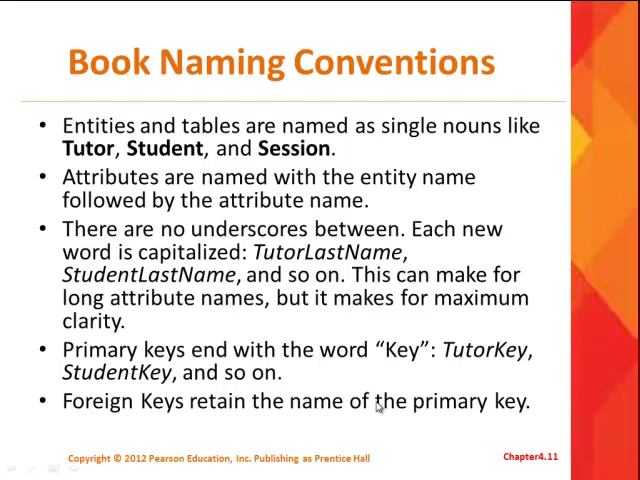 Book Naming Conventions
• Entities and tables are named as single nouns like
Tutor, Student, and Session.
• Attributes are named with the entity name
followed by the attribute name.
• There are no underscores between. Each new
word is capitalized: TutorLastName,
StudentLastName, and so on. This can make for
long attribute names, but it makes for maximum
clarity.
• Primary keys end with the word “Key”: TutorKey,
StudentKey, and so on.
• Foreign Keys retain the name of the primary key.
Copyright © 2012 Pearson Education, Inc. Publishing as Prentice Hall
Chapter4.11